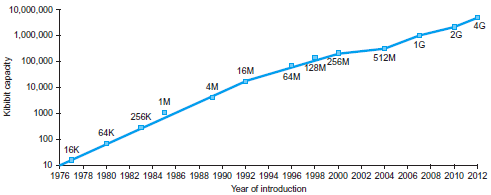 10,000,000
1,000,000
100,000
10,000
1000
100
10
Kibibit capacity
16K
64K
256K
1M
4M
16M
64M
128M
256M
512M
1G
2G
4G
1976 1978 1980 1982 1984 1986 1988 1990 1992 1994 1996 1998 2000 2002 2004 2006 2008 2010 2012
Year of introduction